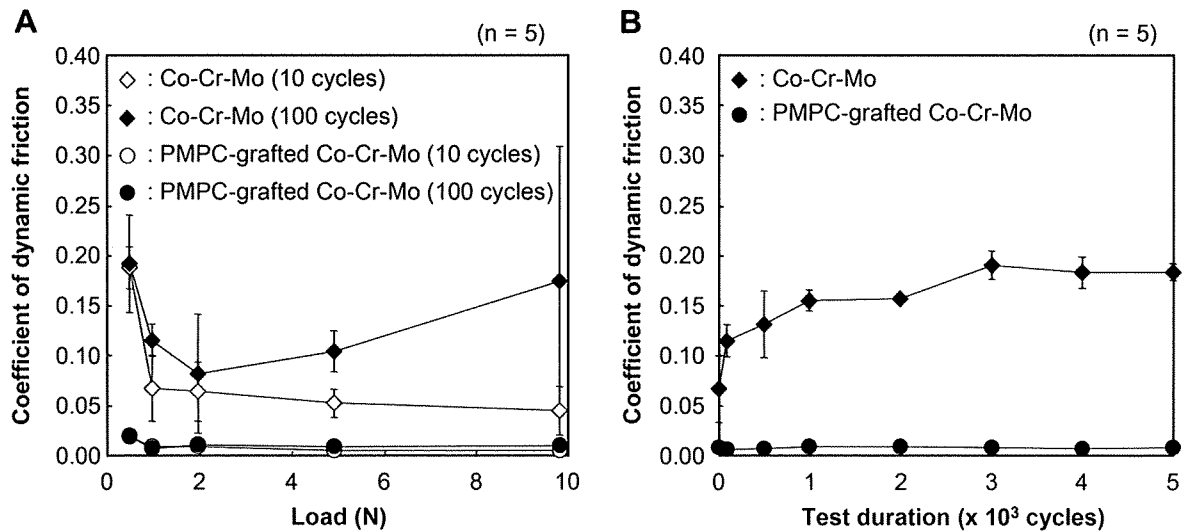 A
(n = 5)
Coefficient of dynamic friction
0.40
0.35
0.30
0.25
0.20
0.15
0.10
0.05
0.00
: Co-Cr-Mo (10 cycles)
: Co-Cr-Mo (100 cycles)
: PMPC-grafted Co-Cr-Mo (10 cycles)
: PMPC-grafted Co-Cr-Mo (100 cycles)
0 2 4 6 8 10
Load (N)
B
(n = 5)
Coefficient of dynamic friction
0.40
0.35
0.30
0.25
0.20
0.15
0.10
0.05
0.00
: Co-Cr-Mo
: PMPC-grafted Co-Cr-Mo
0 1 2 3 4 5
Test duration (x 10³ cycles)